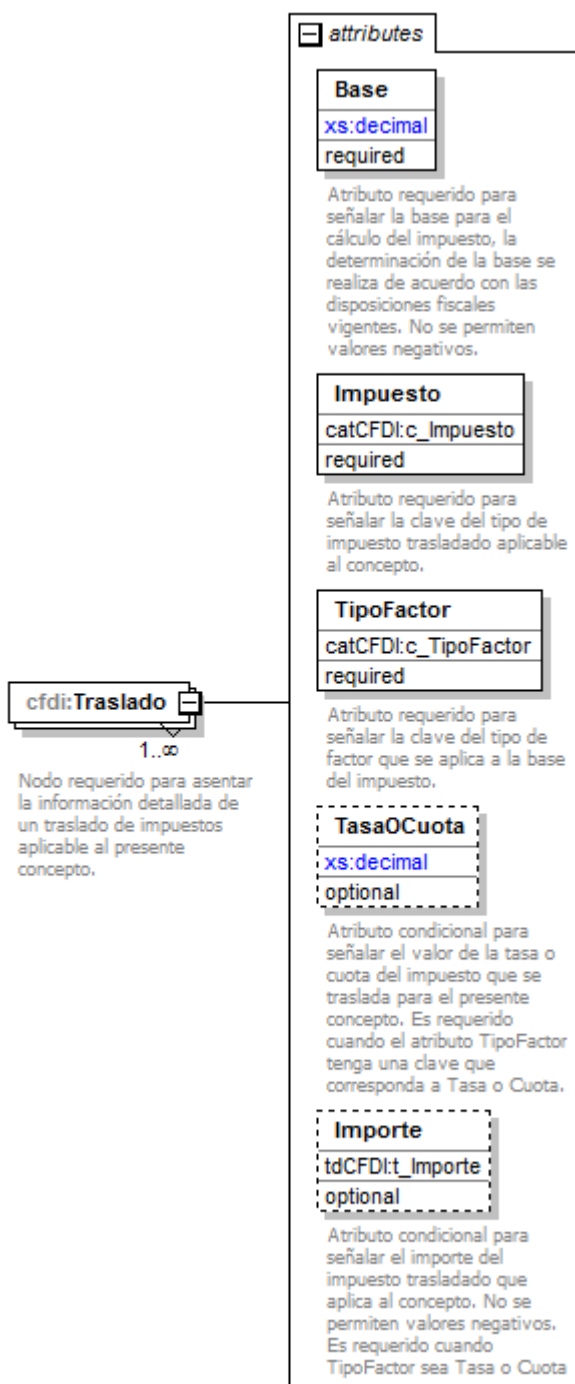 attributes
Base
xs:decimal
required
Atributo requerido para
señalar la base para el
cálculo del impuesto, la
determinación de la base se
realiza de acuerdo con las
disposiciones fiscales
vigentes. No se permiten
valores negativos.
Impuesto
catCFDI:c_Impuesto
required
Atributo requerido para
señalar la clave del tipo de
impuesto trasladado aplicable
al concepto.
TipoFactor
catCFDI:c_TipoFactor
required
Atributo requerido para
señalar la clave del tipo de
factor que se aplica a la base
del impuesto.
cfdi:Traslado
1..∞
Nodo requerido para asentar
la información detallada de
un traslado de impuestos
aplicable al presente
concepto.
TasaOCuota
xs:decimal
optional
Atributo condicional para
señalar el valor de la tasa o
cuota del impuesto que se
traslada para el presente
concepto. Es requerido
cuando el atributo TipoFactor
tenga una clave que
corresponda a Tasa o Cuota.
Importe
tdCFDI:t_Importe
optional
Atributo condicional para
señalar el importe del
impuesto trasladado que
aplica al concepto. No se
permiten valores negativos.
Es requerido cuando
TipoFactor sea Tasa o Cuota